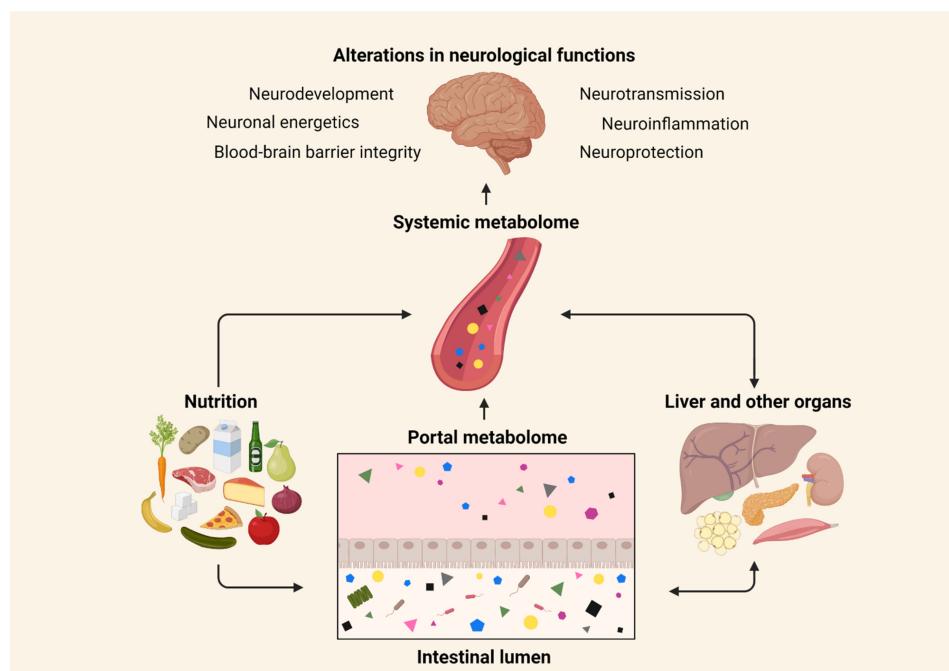 Alterations in neurological functions
Neurodevelopment
Neurotransmission
Neuronal energetics
Neuroinflammation
Blood-brain barrier integrity
Neuroprotection
Systemic metabolome
Nutrition
Liver and other organs
Portal metabolome
Intestinal lumen